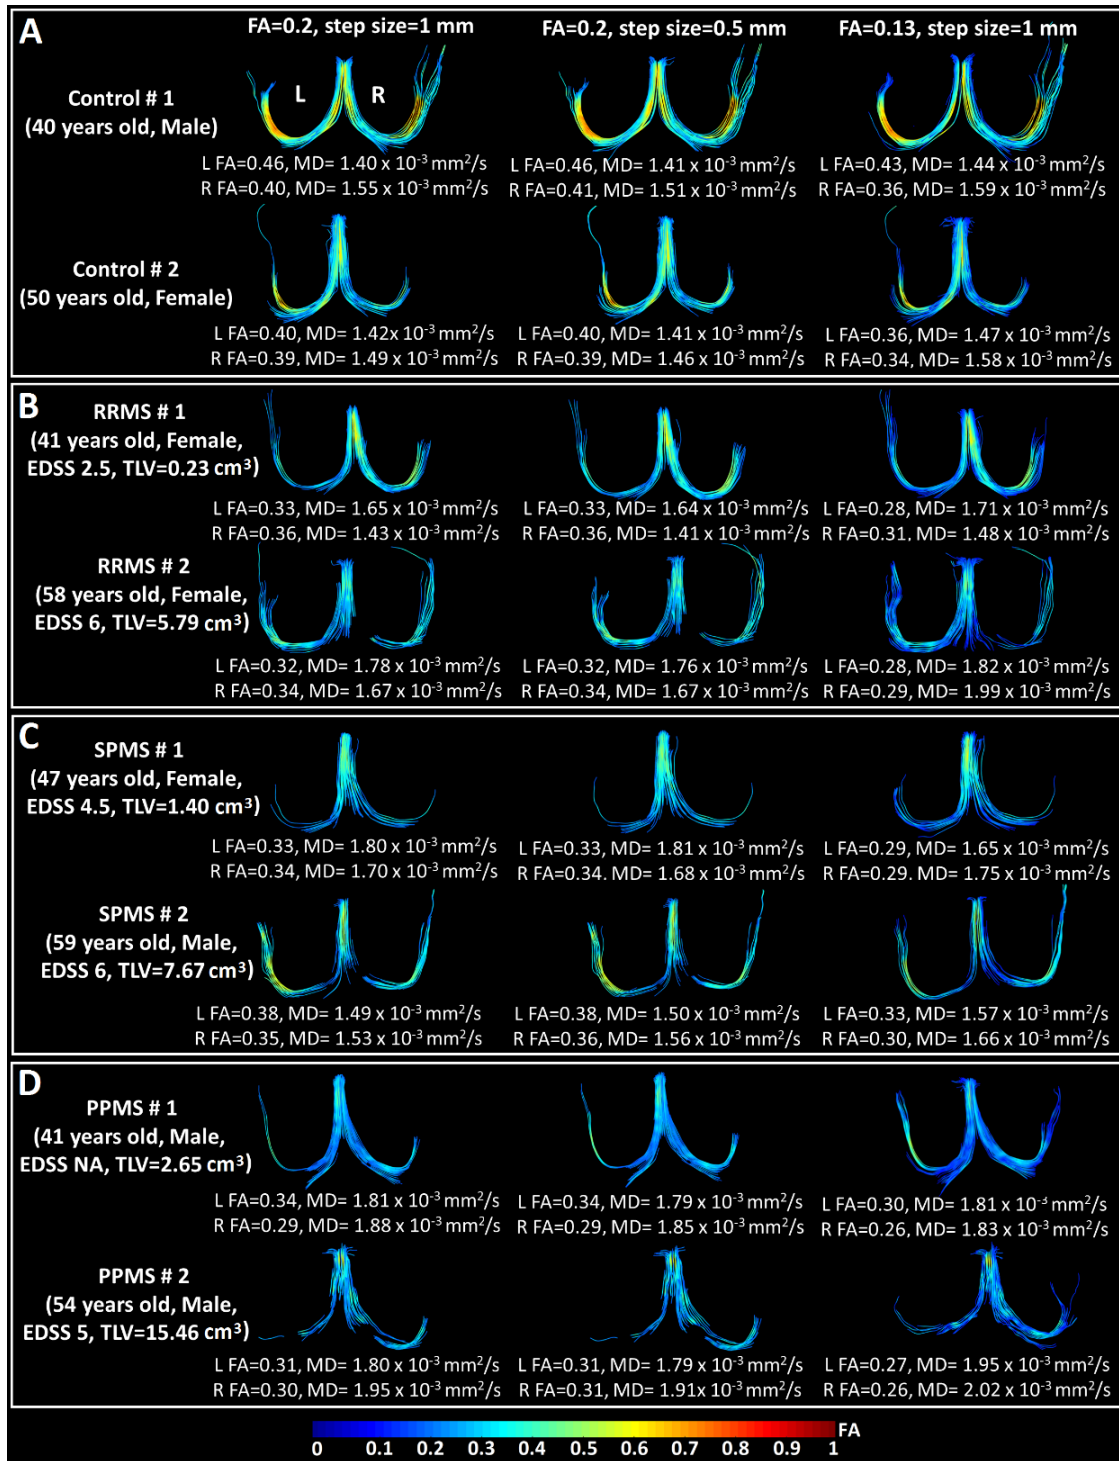 A
FA=0.2, step size=1 mm
FA=0.2, step size=0.5 mm
FA=0.13, step size=1 mm
Control # 1
(40 years old, Male)
L
R
L FA=0.46, MD= 1.40 x 10⁻³ mm²/s
R FA=0.40, MD= 1.55 x 10⁻³ mm²/s
L FA=0.46, MD= 1.41 x 10⁻³ mm²/s
R FA=0.41, MD= 1.51 x 10⁻³ mm²/s
L FA=0.43, MD= 1.44 x 10⁻³ mm²/s
R FA=0.36, MD= 1.59 x 10⁻³ mm²/s
Control # 2
(50 years old, Female)
L FA=0.40, MD= 1.42x 10⁻³ mm²/s
R FA=0.39, MD= 1.49 x 10⁻³ mm²/s
L FA=0.40, MD= 1.41 x 10⁻³ mm²/s
R FA=0.39, MD= 1.46 x 10⁻³ mm²/s
L FA=0.36, MD= 1.47 x 10⁻³ mm²/s
R FA=0.34, MD= 1.58 x 10⁻³ mm²/s
B
RRMS # 1
(41 years old, Female,
EDSS 2.5, TLV=0.23 cm³)
L FA=0.33, MD= 1.65 x 10⁻³ mm²/s
R FA=0.36, MD= 1.43 x 10⁻³ mm²/s
L FA=0.33, MD= 1.64 x 10⁻³ mm²/s
R FA=0.36, MD= 1.41 x 10⁻³ mm²/s
L FA=0.28, MD= 1.71 x 10⁻³ mm²/s
R FA=0.31, MD= 1.48 x 10⁻³ mm²/s
RRMS # 2
(58 years old, Female,
EDSS 6, TLV=5.79 cm³)
L FA=0.32, MD= 1.78 x 10⁻³ mm²/s
R FA=0.34, MD= 1.67 x 10⁻³ mm²/s
L FA=0.32, MD= 1.76 x 10⁻³ mm²/s
R FA=0.34, MD= 1.67 x 10⁻³ mm²/s
L FA=0.28, MD= 1.82 x 10⁻³ mm²/s
R FA=0.29, MD= 1.99 x 10⁻³ mm²/s
C
SPMS # 1
(47 years old, Female,
EDSS 4.5, TLV=1.40 cm³)
L FA=0.33, MD= 1.80 x 10⁻³ mm²/s
R FA=0.34, MD= 1.70 x 10⁻³ mm²/s
L FA=0.33, MD= 1.81 x 10⁻³ mm²/s
R FA=0.34. MD= 1.68 x 10⁻³ mm²/s
L FA=0.29, MD= 1.65 x 10⁻³ mm²/s
R FA=0.29. MD= 1.75 x 10⁻³ mm²/s
SPMS # 2
(59 years old, Male,
EDSS 6, TLV=7.67 cm³)
L FA=0.38, MD= 1.49 x 10⁻³ mm²/s
R FA=0.35, MD= 1.53 x 10⁻³ mm²/s
L FA=0.38, MD= 1.50 x 10⁻³ mm²/s
R FA=0.36, MD= 1.56 x 10⁻³ mm²/s
L FA=0.33, MD= 1.57 x 10⁻³ mm²/s
R FA=0.30, MD= 1.66 x 10⁻³ mm²/s
D
PPMS # 1
(41 years old, Male,
EDSS NA, TLV=2.65 cm³)
L FA=0.34, MD= 1.81 x 10⁻³ mm²/s
R FA=0.29, MD= 1.88 x 10⁻³ mm²/s
L FA=0.34, MD= 1.79 x 10⁻³ mm²/s
R FA=0.29, MD= 1.85 x 10⁻³ mm²/s
L FA=0.30, MD= 1.81 x 10⁻³ mm²/s
R FA=0.26, MD= 1.83 x 10⁻³ mm²/s
PPMS # 2
(54 years old, Male,
EDSS 5, TLV=15.46 cm³)
L FA=0.31, MD= 1.80 x 10⁻³ mm²/s
R FA=0.30, MD= 1.95 x 10⁻³ mm²/s
L FA=0.31, MD= 1.79 x 10⁻³ mm²/s
R FA=0.31, MD= 1.91x 10⁻³ mm²/s
L FA=0.27, MD= 1.95 x 10⁻³ mm²/s
R FA=0.26, MD= 2.02 x 10⁻³ mm²/s
FA
0 0.1 0.2 0.3 0.4 0.5 0.6 0.7 0.8 0.9 1